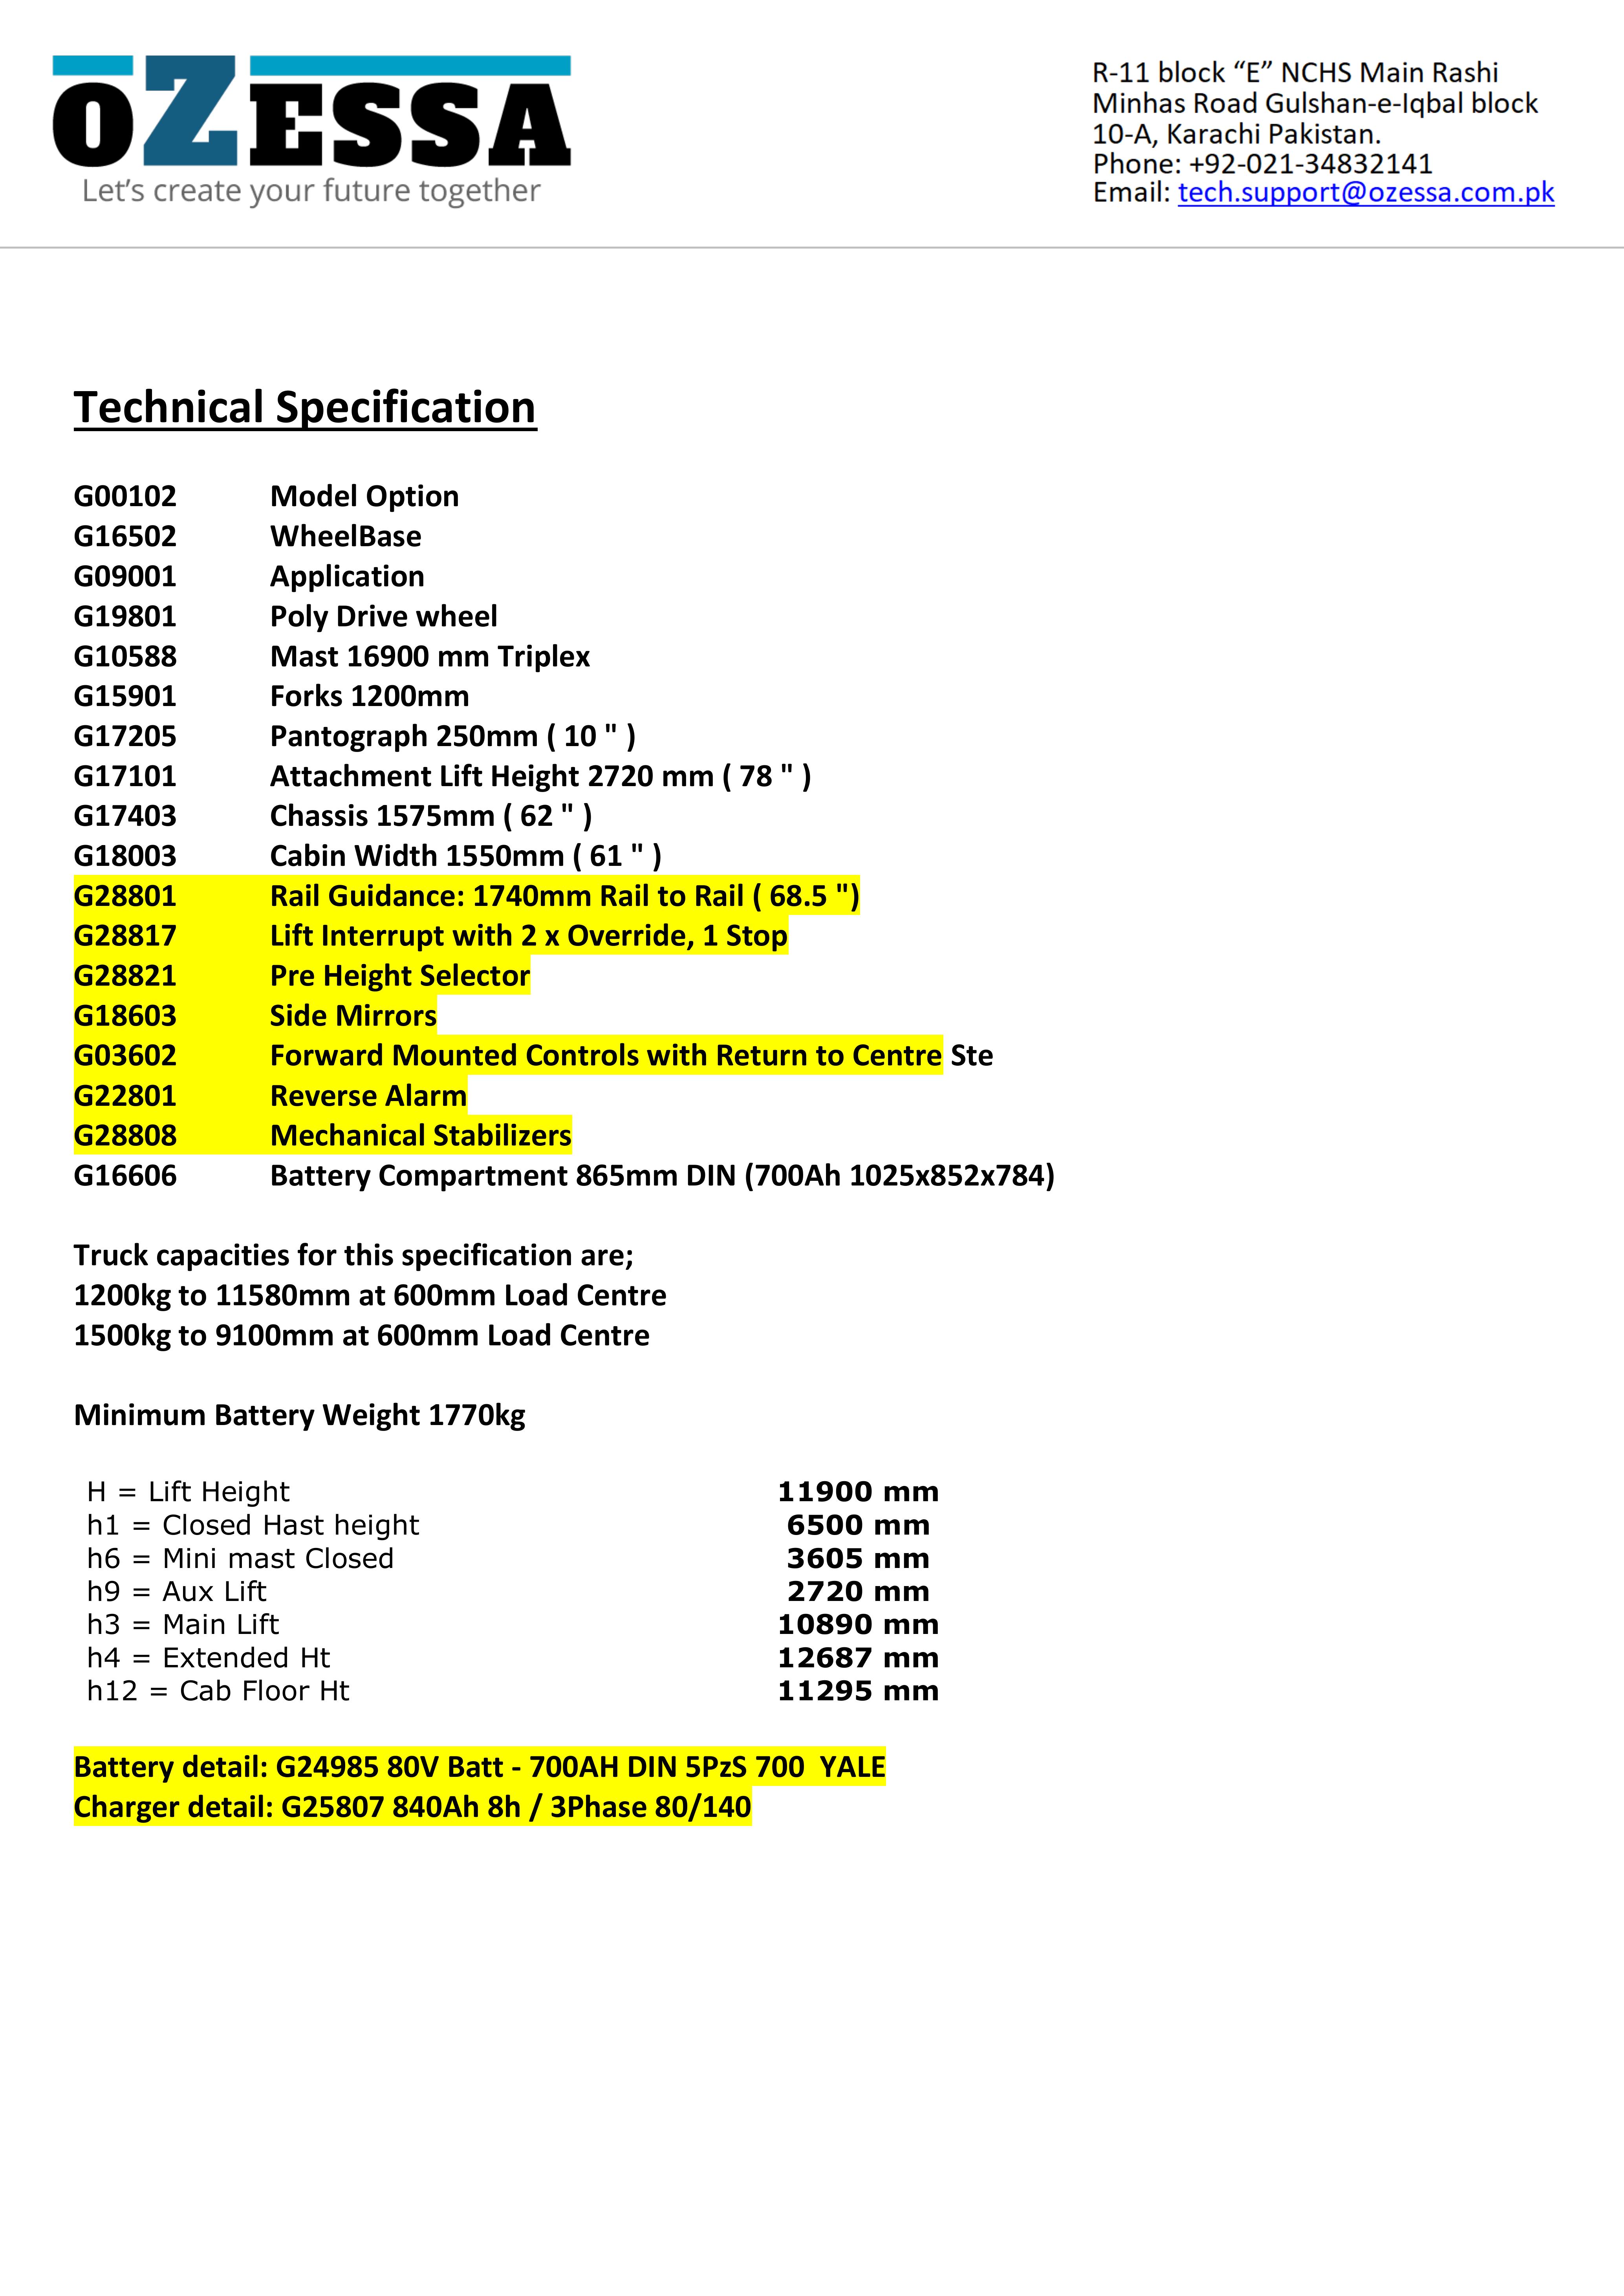 oZESSA
Let's create your future together
R-11 block “E” NCHS Main Rashi
Minhas Road Gulshan-e-Iqbal block
10-A, Karachi Pakistan.
Phone: +92-021-34832141
Email: tech.support@ozessa.com.pk
Technical Specification
G00102 Model Option
G16502 WheelBase
G09001 Application
G19801 Poly Drive wheel
G10588 Mast 16900 mm Triplex
G15901 Forks 1200mm
G17205 Pantograph 250mm ( 10 " )
G17101 Attachment Lift Height 2720 mm ( 78 " )
G17403 Chassis 1575mm ( 62 " )
G18003 Cabin Width 1550mm ( 61 " )
G28801 Rail Guidance: 1740mm Rail to Rail ( 68.5 ")
G28817 Lift Interrupt with 2 x Override, 1 Stop
G28821 Pre Height Selector
G18603 Side Mirrors
G03602 Forward Mounted Controls with Return to Centre Ste
G22801 Reverse Alarm
G28808 Mechanical Stabilizers
G16606 Battery Compartment 865mm DIN (700Ah 1025x852x784)
Truck capacities for this specification are;
1200kg to 11580mm at 600mm Load Centre
1500kg to 9100mm at 600mm Load Centre
Minimum Battery Weight 1770kg
H = Lift Height 11900 mm
h1 = Closed Hast height 6500 mm
h6 = Mini mast Closed 3605 mm
h9 = Aux Lift 2720 mm
h3 = Main Lift 10890 mm
h4 = Extended Ht 12687 mm
h12 = Cab Floor Ht 11295 mm
Battery detail: G24985 80V Batt - 700AH DIN 5PzS 700 YALE
Charger detail: G25807 840Ah 8h / 3Phase 80/140